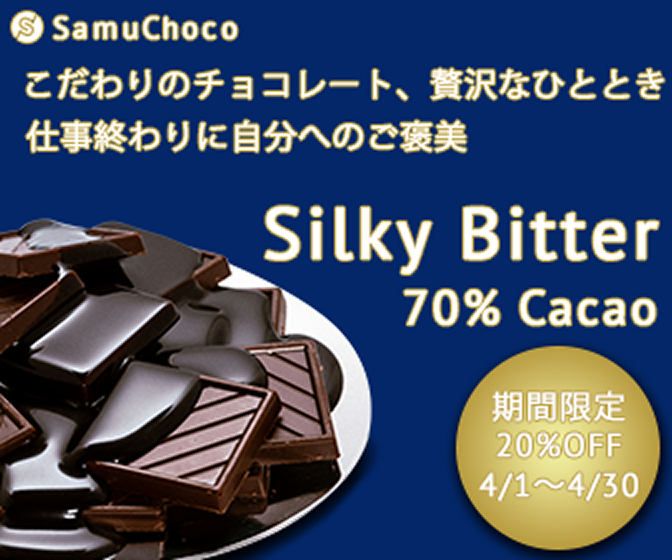 SamuChoco
こだわりのチョコレート、贅沢なひととき
仕事終わりに自分へのご褒美
Silky Bitter
70% Cacao
期間限定
20%OFF
4/1～4/30